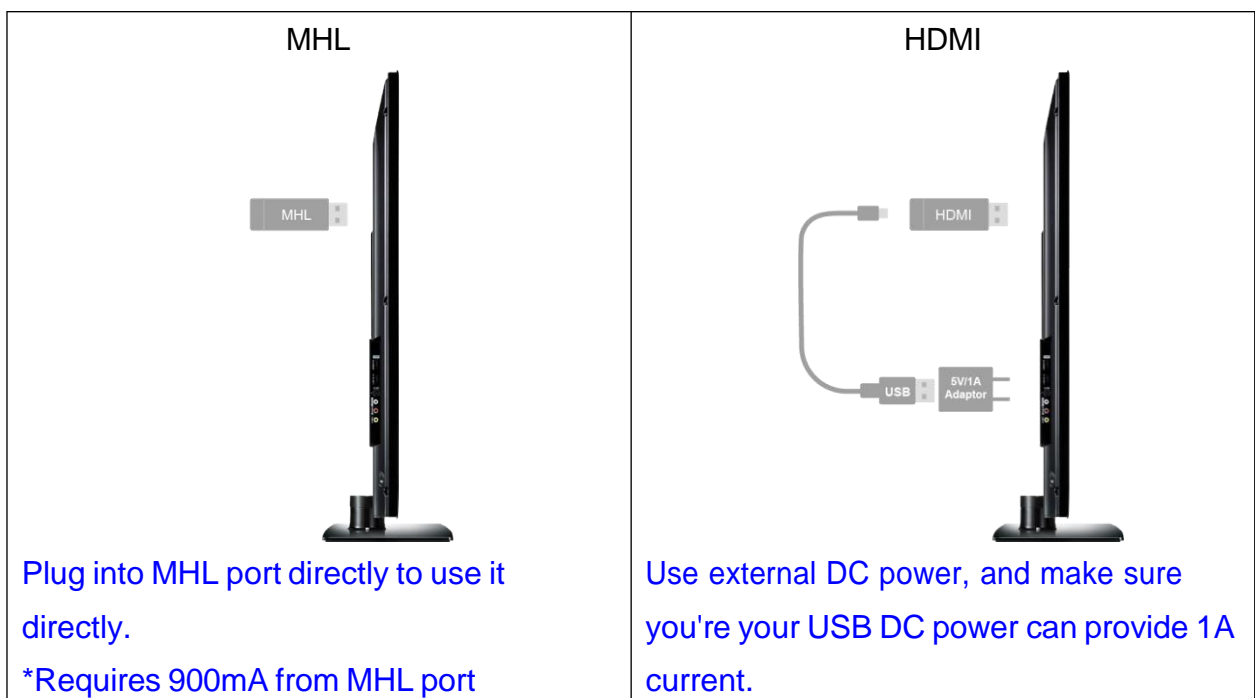 MHL
MHL
Plug into MHL port directly to use it
directly.
*Requires 900mA from MHL port
HDMI
HDMI
USB
5V/1A
Adaptor
Use external DC power, and make sure
you're your USB DC power can provide 1A
current.